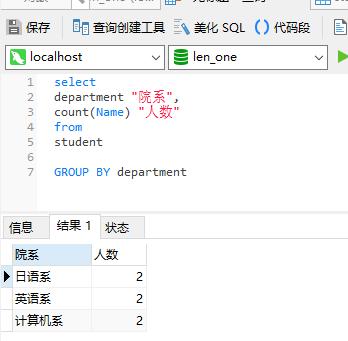 保存
查询创建工具
美化 SQL
代码段
localhost
len_one
1 select
2 department "院系",
3 count(Name) "人数"
4 from
5 student
6
7 GROUP BY department
信息
结果 1
状态
院系 人数
日语系 2
英语系 2
计算机系 2